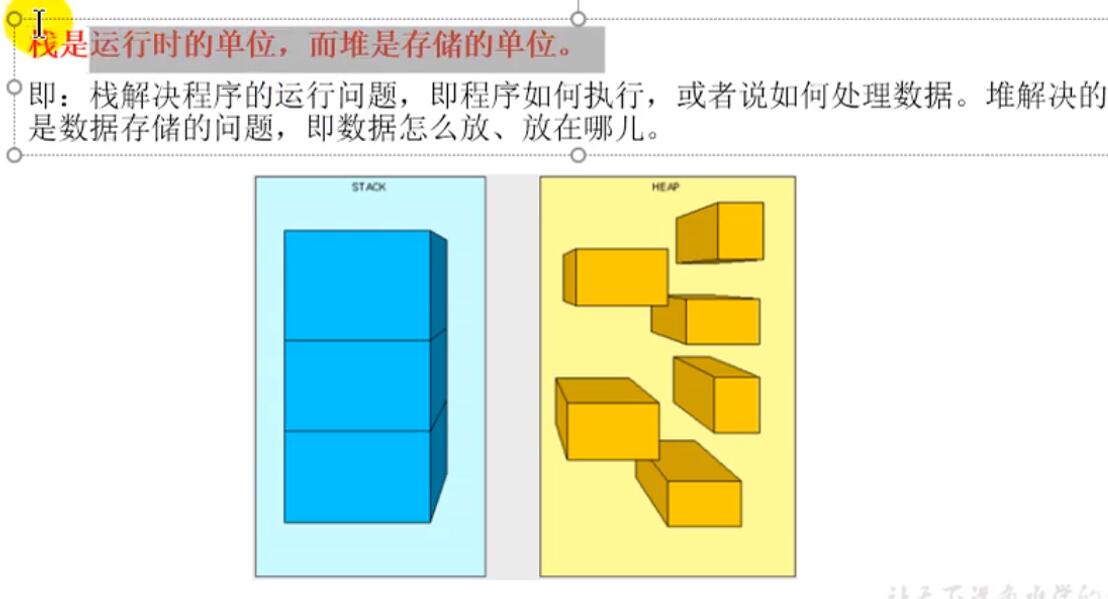 栈是运行时的单位，而堆是存储的单位。
即：栈解决程序的运行问题，即程序如何执行，或者说如何处理数据。堆解决的
是数据存储的问题，即数据怎么放、放在哪儿。
STACK
HEAP